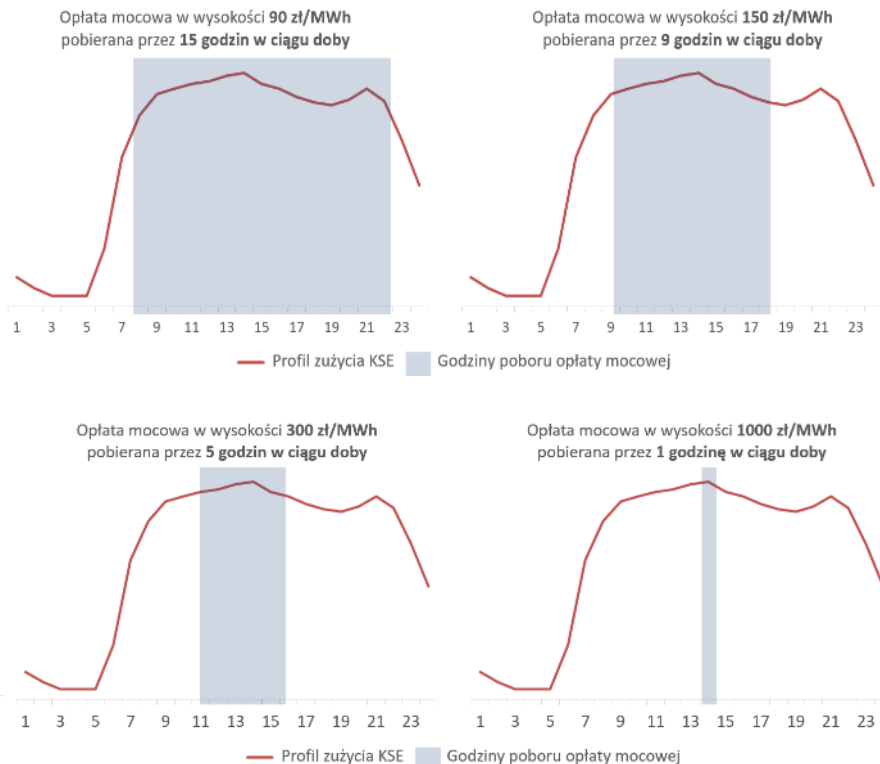 Opłata mocowa w wysokości 90 zł/MWh
pobierana przez 15 godzin w ciągu doby
Opłata mocowa w wysokości 150 zł/MWh
pobierana przez 9 godzin w ciągu doby
1 3 5 7 9 11 13 15 17 19 21 23
1 3 5 7 9 11 13 15 17 19 21 23
Profil zużycia KSE Godziny poboru opłaty mocowej
Opłata mocowa w wysokości 300 zł/MWh
pobierana przez 5 godzin w ciągu doby
Opłata mocowa w wysokości 1000 zł/MWh
pobierana przez 1 godzinę w ciągu doby
1 3 5 7 9 11 13 15 17 19 21 23
1 3 5 7 9 11 13 15 17 19 21 23
Profil zużycia KSE Godziny poboru opłaty mocowej